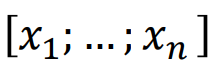 [x₁; … ; xₙ]